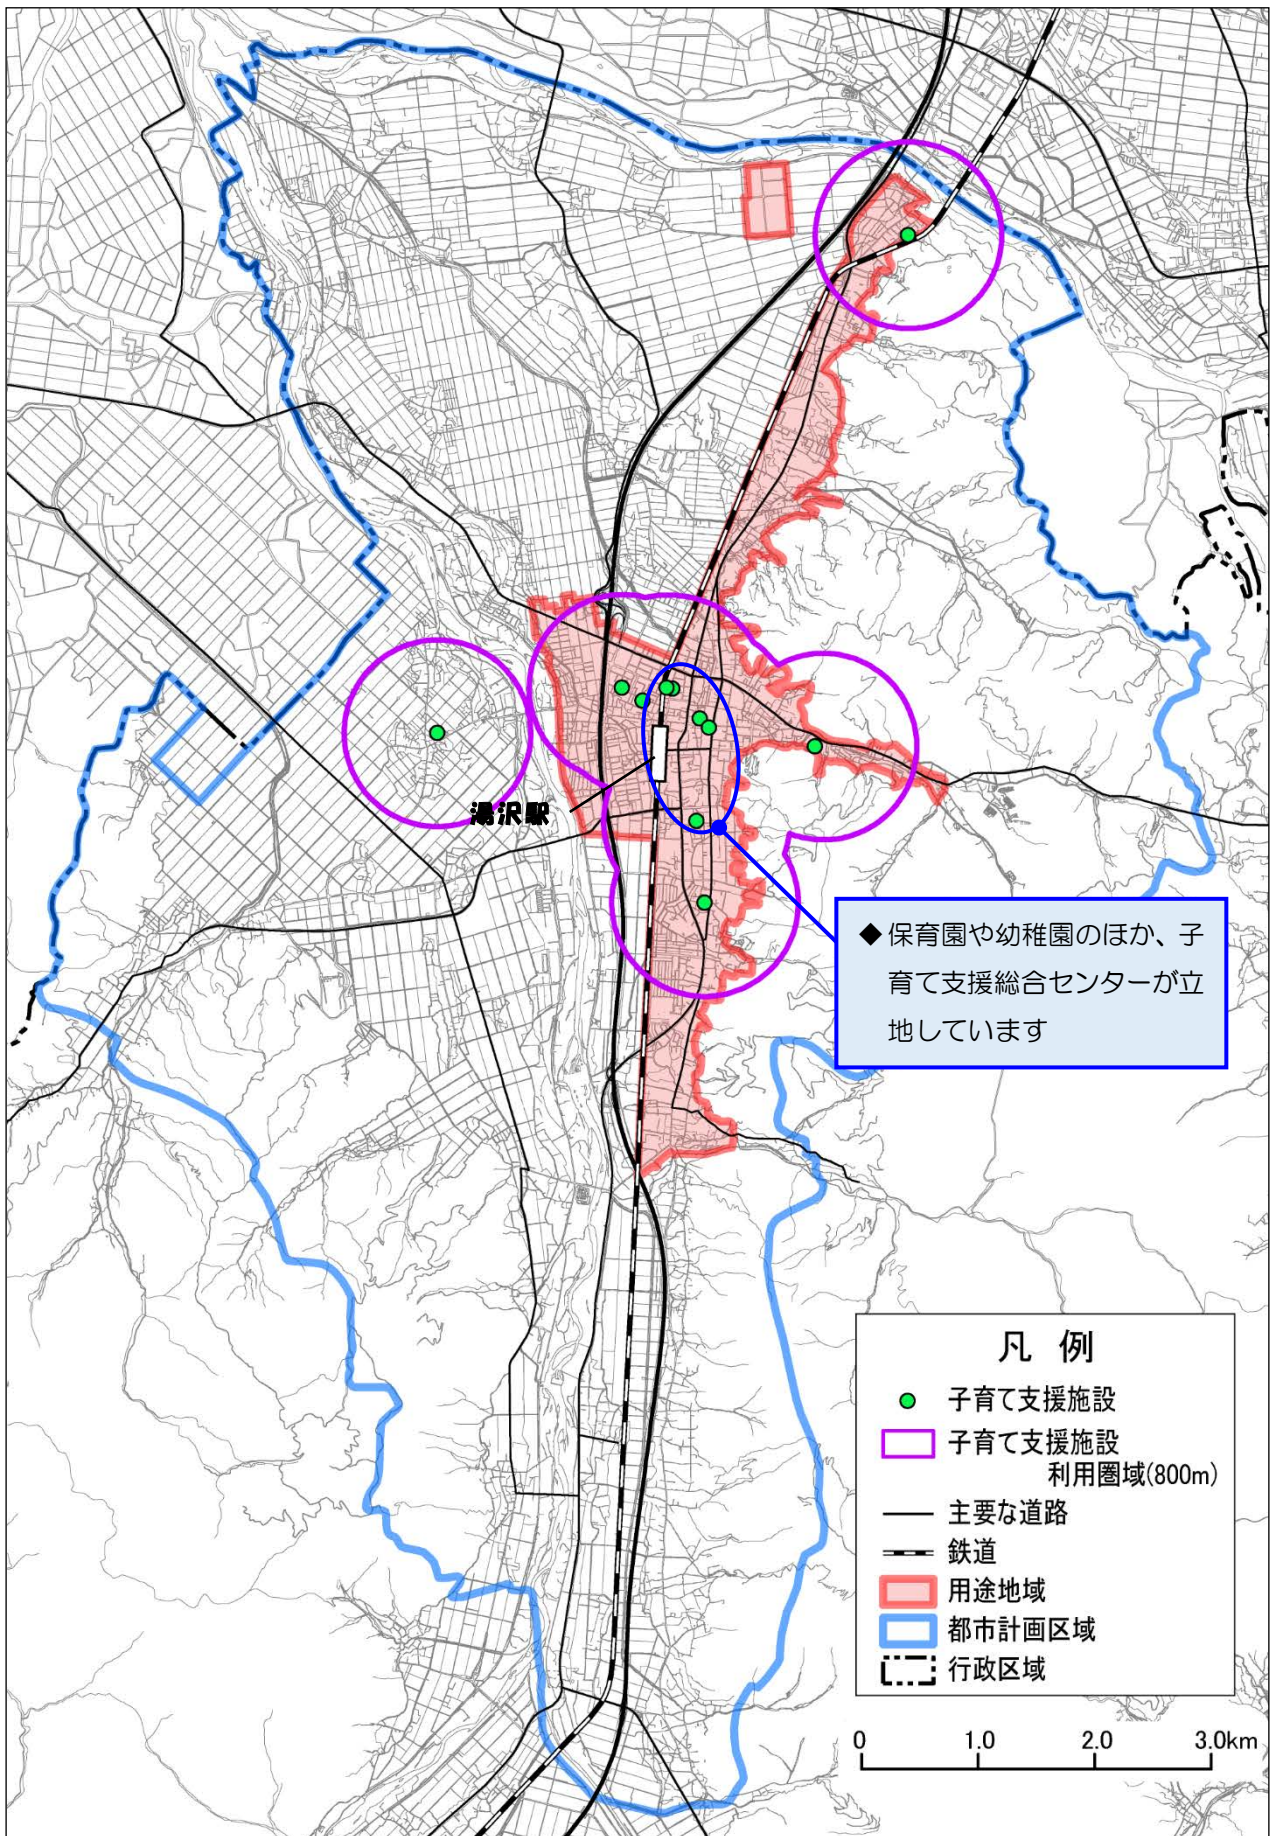 湯沢駅
◆保育園や幼稚園のほか、子
育て支援総合センターが立
地しています
凡 例
子育て支援施設
子育て支援施設
利用圏域(800m)
主要な道路
鉄道
用途地域
都市計画区域
行政区域
0 1.0 2.0 3.0km